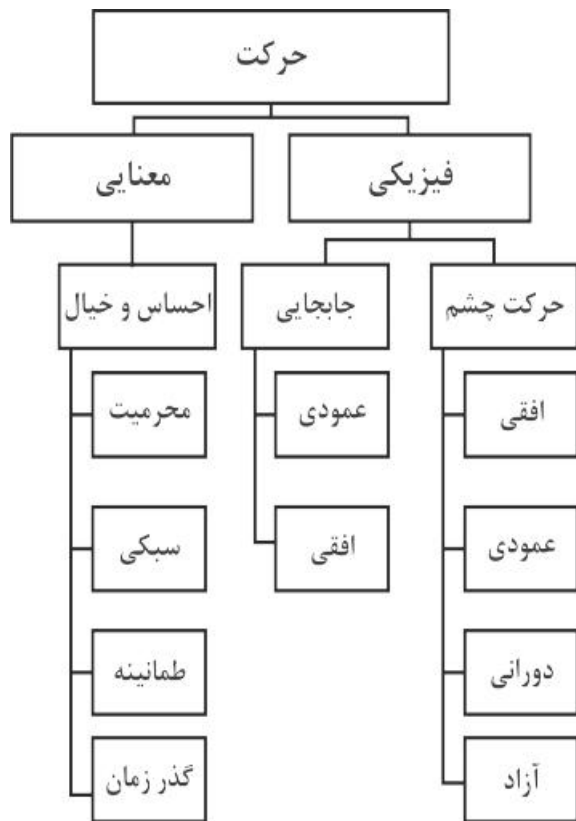 حرکت
فیزیکی
معنایی
حرکت چشم
جابجایی
احساس و خیال
افقی
عمودی
محرمیت
عمودی
افقی
سبکی
دورانی
طمانینه
آزاد
گذر زمان